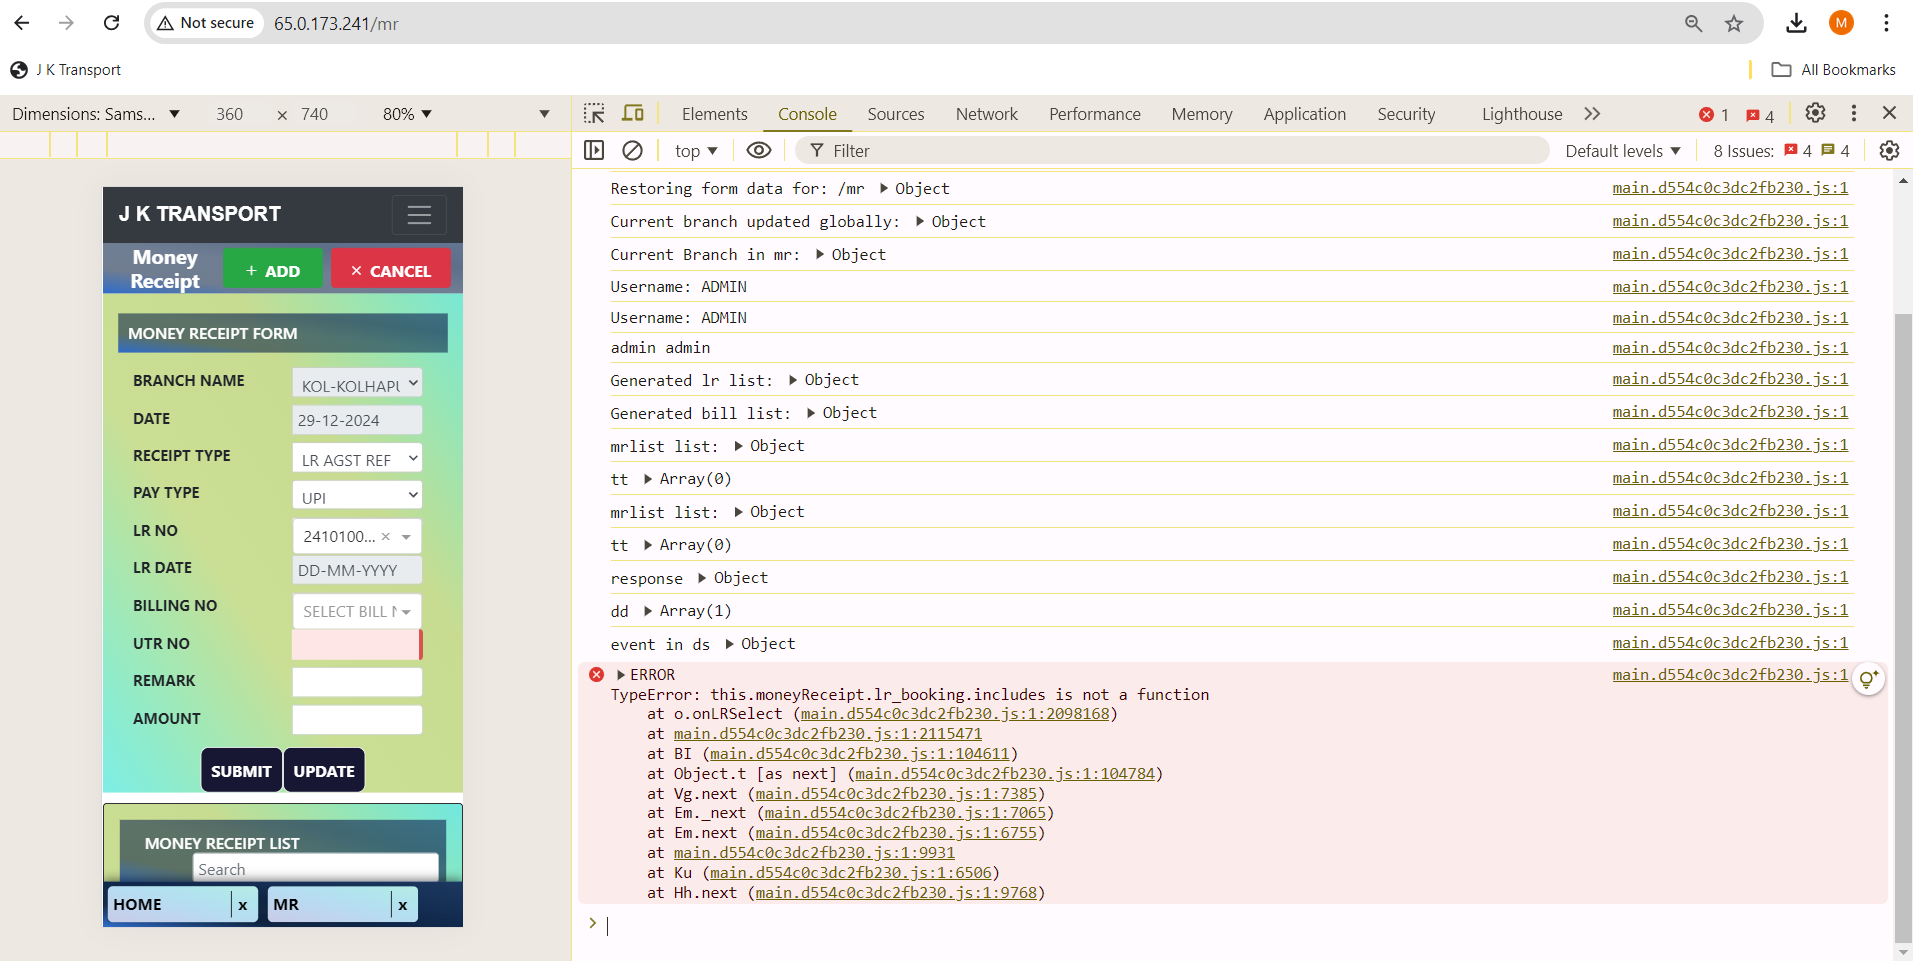 Not secure 65.0.173.241/mr M
J K Transport All Bookmarks
Dimensions: Sams... 360 × 740 80% Elements Console Sources Network Performance Memory Application Security Lighthouse 1 4
top Filter Default levels 8 Issues: 4 4
J K TRANSPORT
Money
Receipt
+ ADD
× CANCEL
MONEY RECEIPT FORM
BRANCH NAME KOL-KOLHAPU
DATE 29-12-2024
RECEIPT TYPE LR AGST REF
PAY TYPE UPI
LR NO 2410100... ×
LR DATE DD-MM-YYYY
BILLING NO SELECT BILL N
UTR NO
REMARK
AMOUNT
SUBMIT UPDATE
MONEY RECEIPT LIST
Search
HOME x MR x
Restoring form data for: /mr Object main.d554c0c3dc2fb230.js:1
Current branch updated globally: Object main.d554c0c3dc2fb230.js:1
Current Branch in mr: Object main.d554c0c3dc2fb230.js:1
Username: ADMIN main.d554c0c3dc2fb230.js:1
Username: ADMIN main.d554c0c3dc2fb230.js:1
admin admin main.d554c0c3dc2fb230.js:1
Generated lr list: Object main.d554c0c3dc2fb230.js:1
Generated bill list: Object main.d554c0c3dc2fb230.js:1
mrlist list: Object main.d554c0c3dc2fb230.js:1
tt Array(0) main.d554c0c3dc2fb230.js:1
mrlist list: Object main.d554c0c3dc2fb230.js:1
tt Array(0) main.d554c0c3dc2fb230.js:1
response Object main.d554c0c3dc2fb230.js:1
dd Array(1) main.d554c0c3dc2fb230.js:1
event in ds Object main.d554c0c3dc2fb230.js:1
ERROR main.d554c0c3dc2fb230.js:1
TypeError: this.moneyReceipt.lr_booking.includes is not a function
at o.onLRSelect (main.d554c0c3dc2fb230.js:1:2098168)
at main.d554c0c3dc2fb230.js:1:2115471
at BI (main.d554c0c3dc2fb230.js:1:104611)
at Object.t [as next] (main.d554c0c3dc2fb230.js:1:104784)
at Vg.next (main.d554c0c3dc2fb230.js:1:7385)
at Em._next (main.d554c0c3dc2fb230.js:1:7065)
at Em.next (main.d554c0c3dc2fb230.js:1:6755)
at main.d554c0c3dc2fb230.js:1:9931
at Ku (main.d554c0c3dc2fb230.js:1:6506)
at Hh.next (main.d554c0c3dc2fb230.js:1:9768)